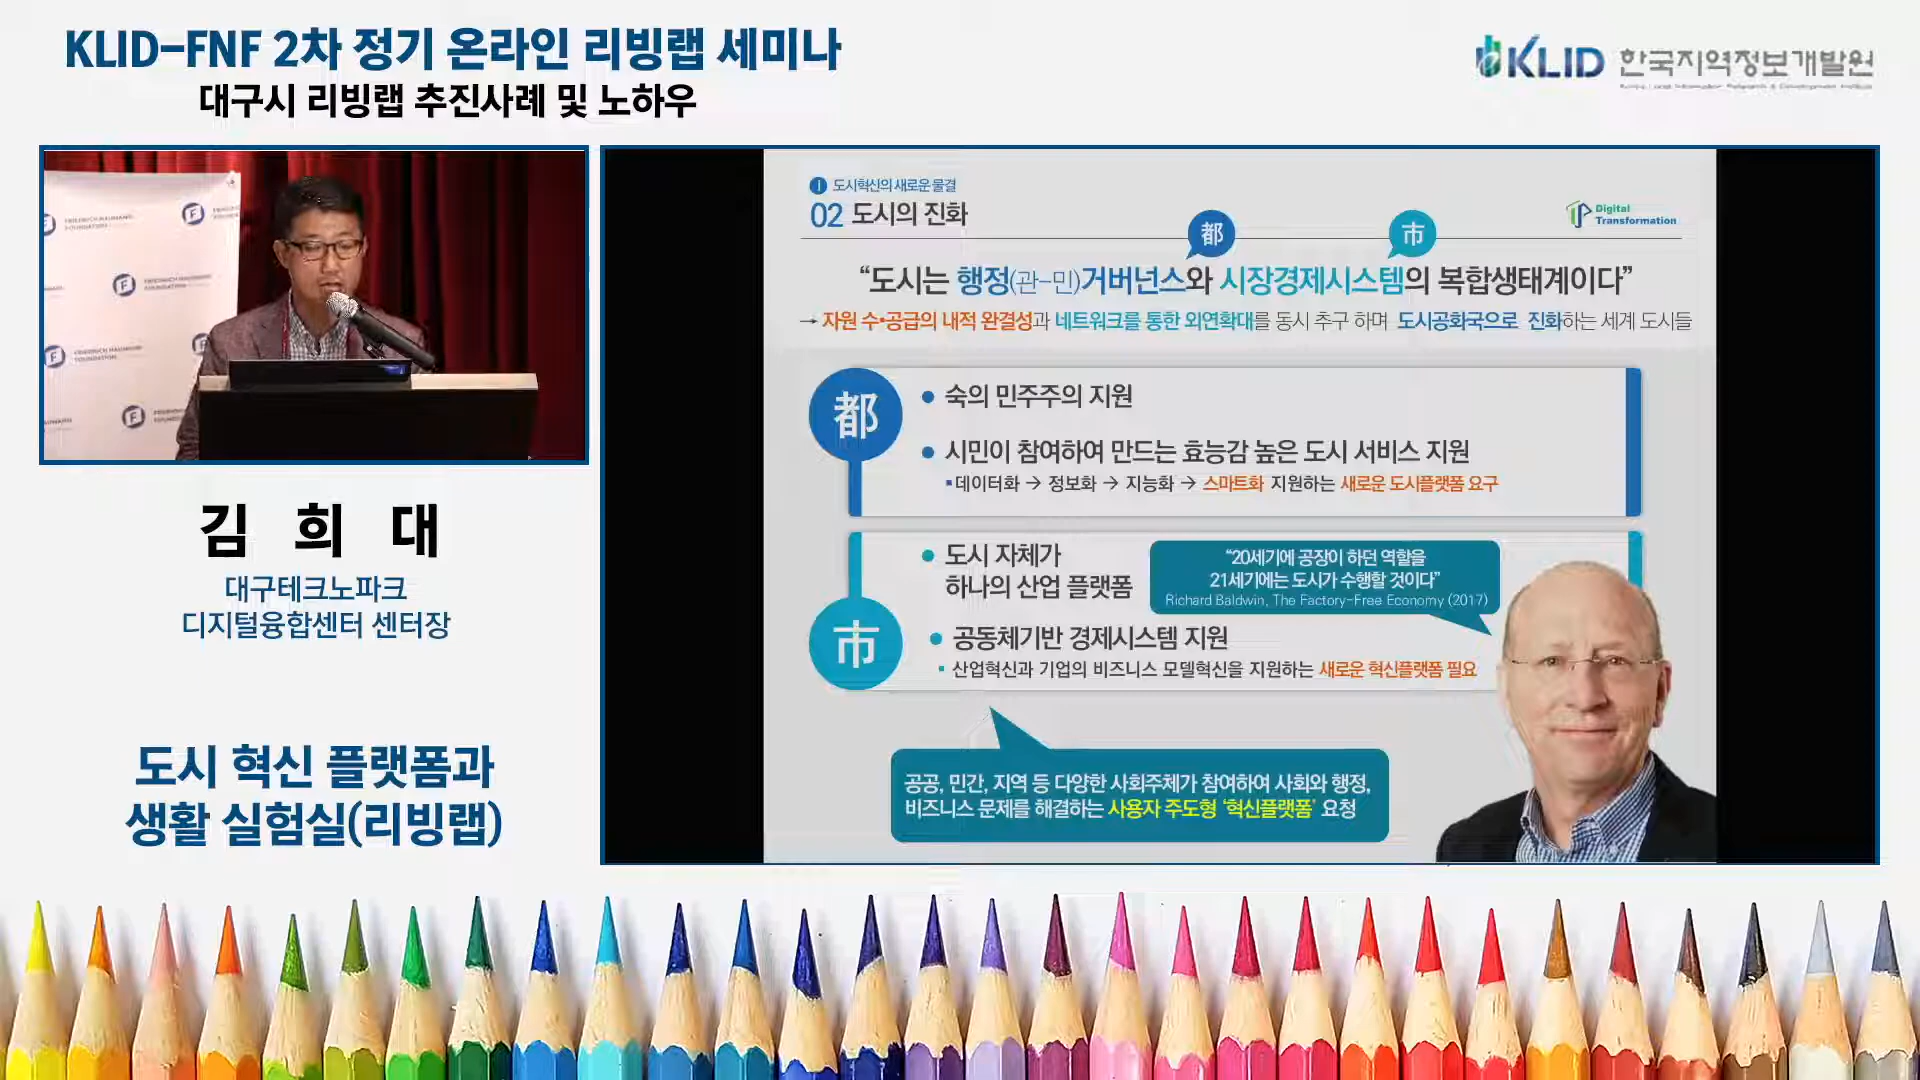 KLID-FNF 2차 정기 온라인 리빙랩 세미나
대구시 리빙랩 추진사례 및 노하우
KLID 한국지역정보개발원
FRIEDRICH NAUMANN
FOUNDATION
김 희 대
대구테크노파크
디지털융합센터 센터장
도시 혁신 플랫폼과
생활 실험실(리빙랩)
I 도시혁신의 새로운 물결
02 도시의 진화
Digital
Transformation
都
市
“도시는 행정(관-민)거버넌스와 시장경제시스템의 복합생태계이다”
→ 자원 수•공급의 내적 완결성과 네트워크를 통한 외연확대를 동시 추구 하며 도시공화국으로 진화하는 세계 도시들
都
• 숙의 민주주의 지원
• 시민이 참여하여 만드는 효능감 높은 도시 서비스 지원
▪데이터화 → 정보화 → 지능화 → 스마트화 지원하는 새로운 도시플랫폼 요구
市
• 도시 자체가
하나의 산업 플랫폼
“20세기에 공장이 하던 역할을
21세기에는 도시가 수행할 것이다”
Richard Baldwin, The Factory-Free Economy (2017)
• 공동체기반 경제시스템 지원
▪ 산업혁신과 기업의 비즈니스 모델혁신을 지원하는 새로운 혁신플랫폼 필요
공공, 민간, 지역 등 다양한 사회주체가 참여하여 사회와 행정,
비즈니스 문제를 해결하는 사용자 주도형 ‘혁신플랫폼’ 요청